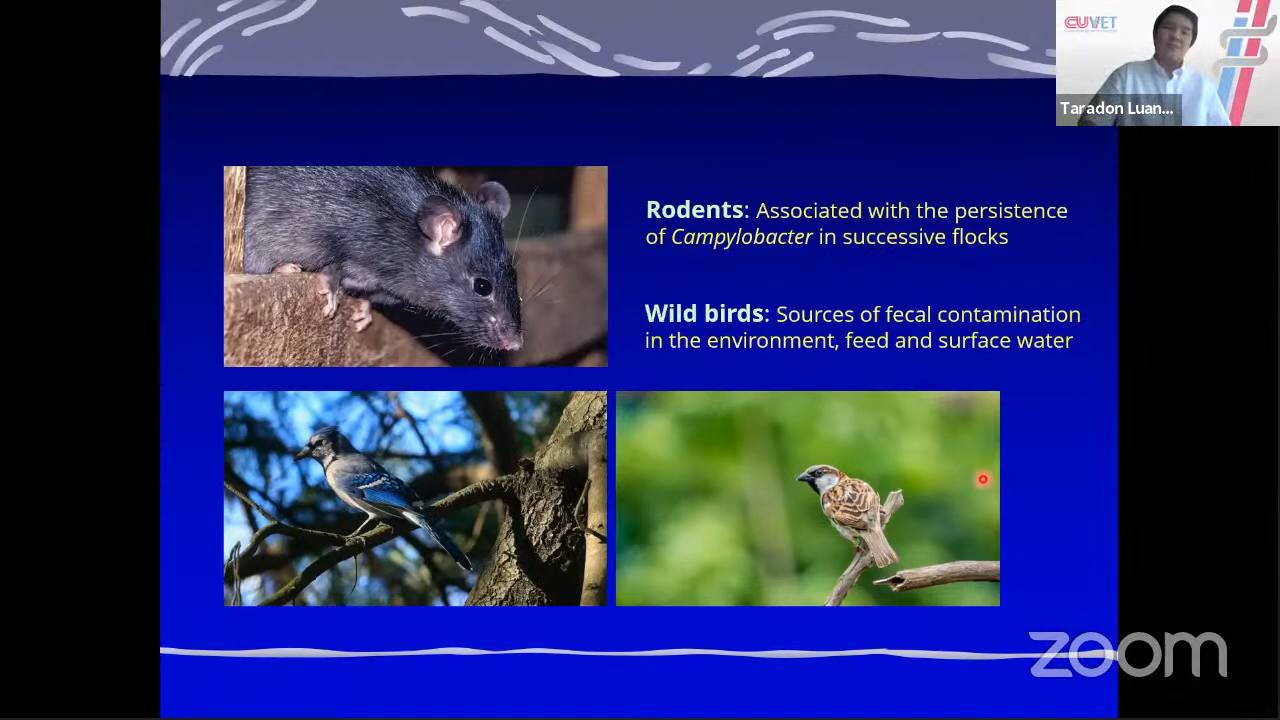 CUVET
Taradon Luan...
Rodents: Associated with the persistence
of Campylobacter in successive flocks
Wild birds: Sources of fecal contamination
in the environment, feed and surface water
zoom